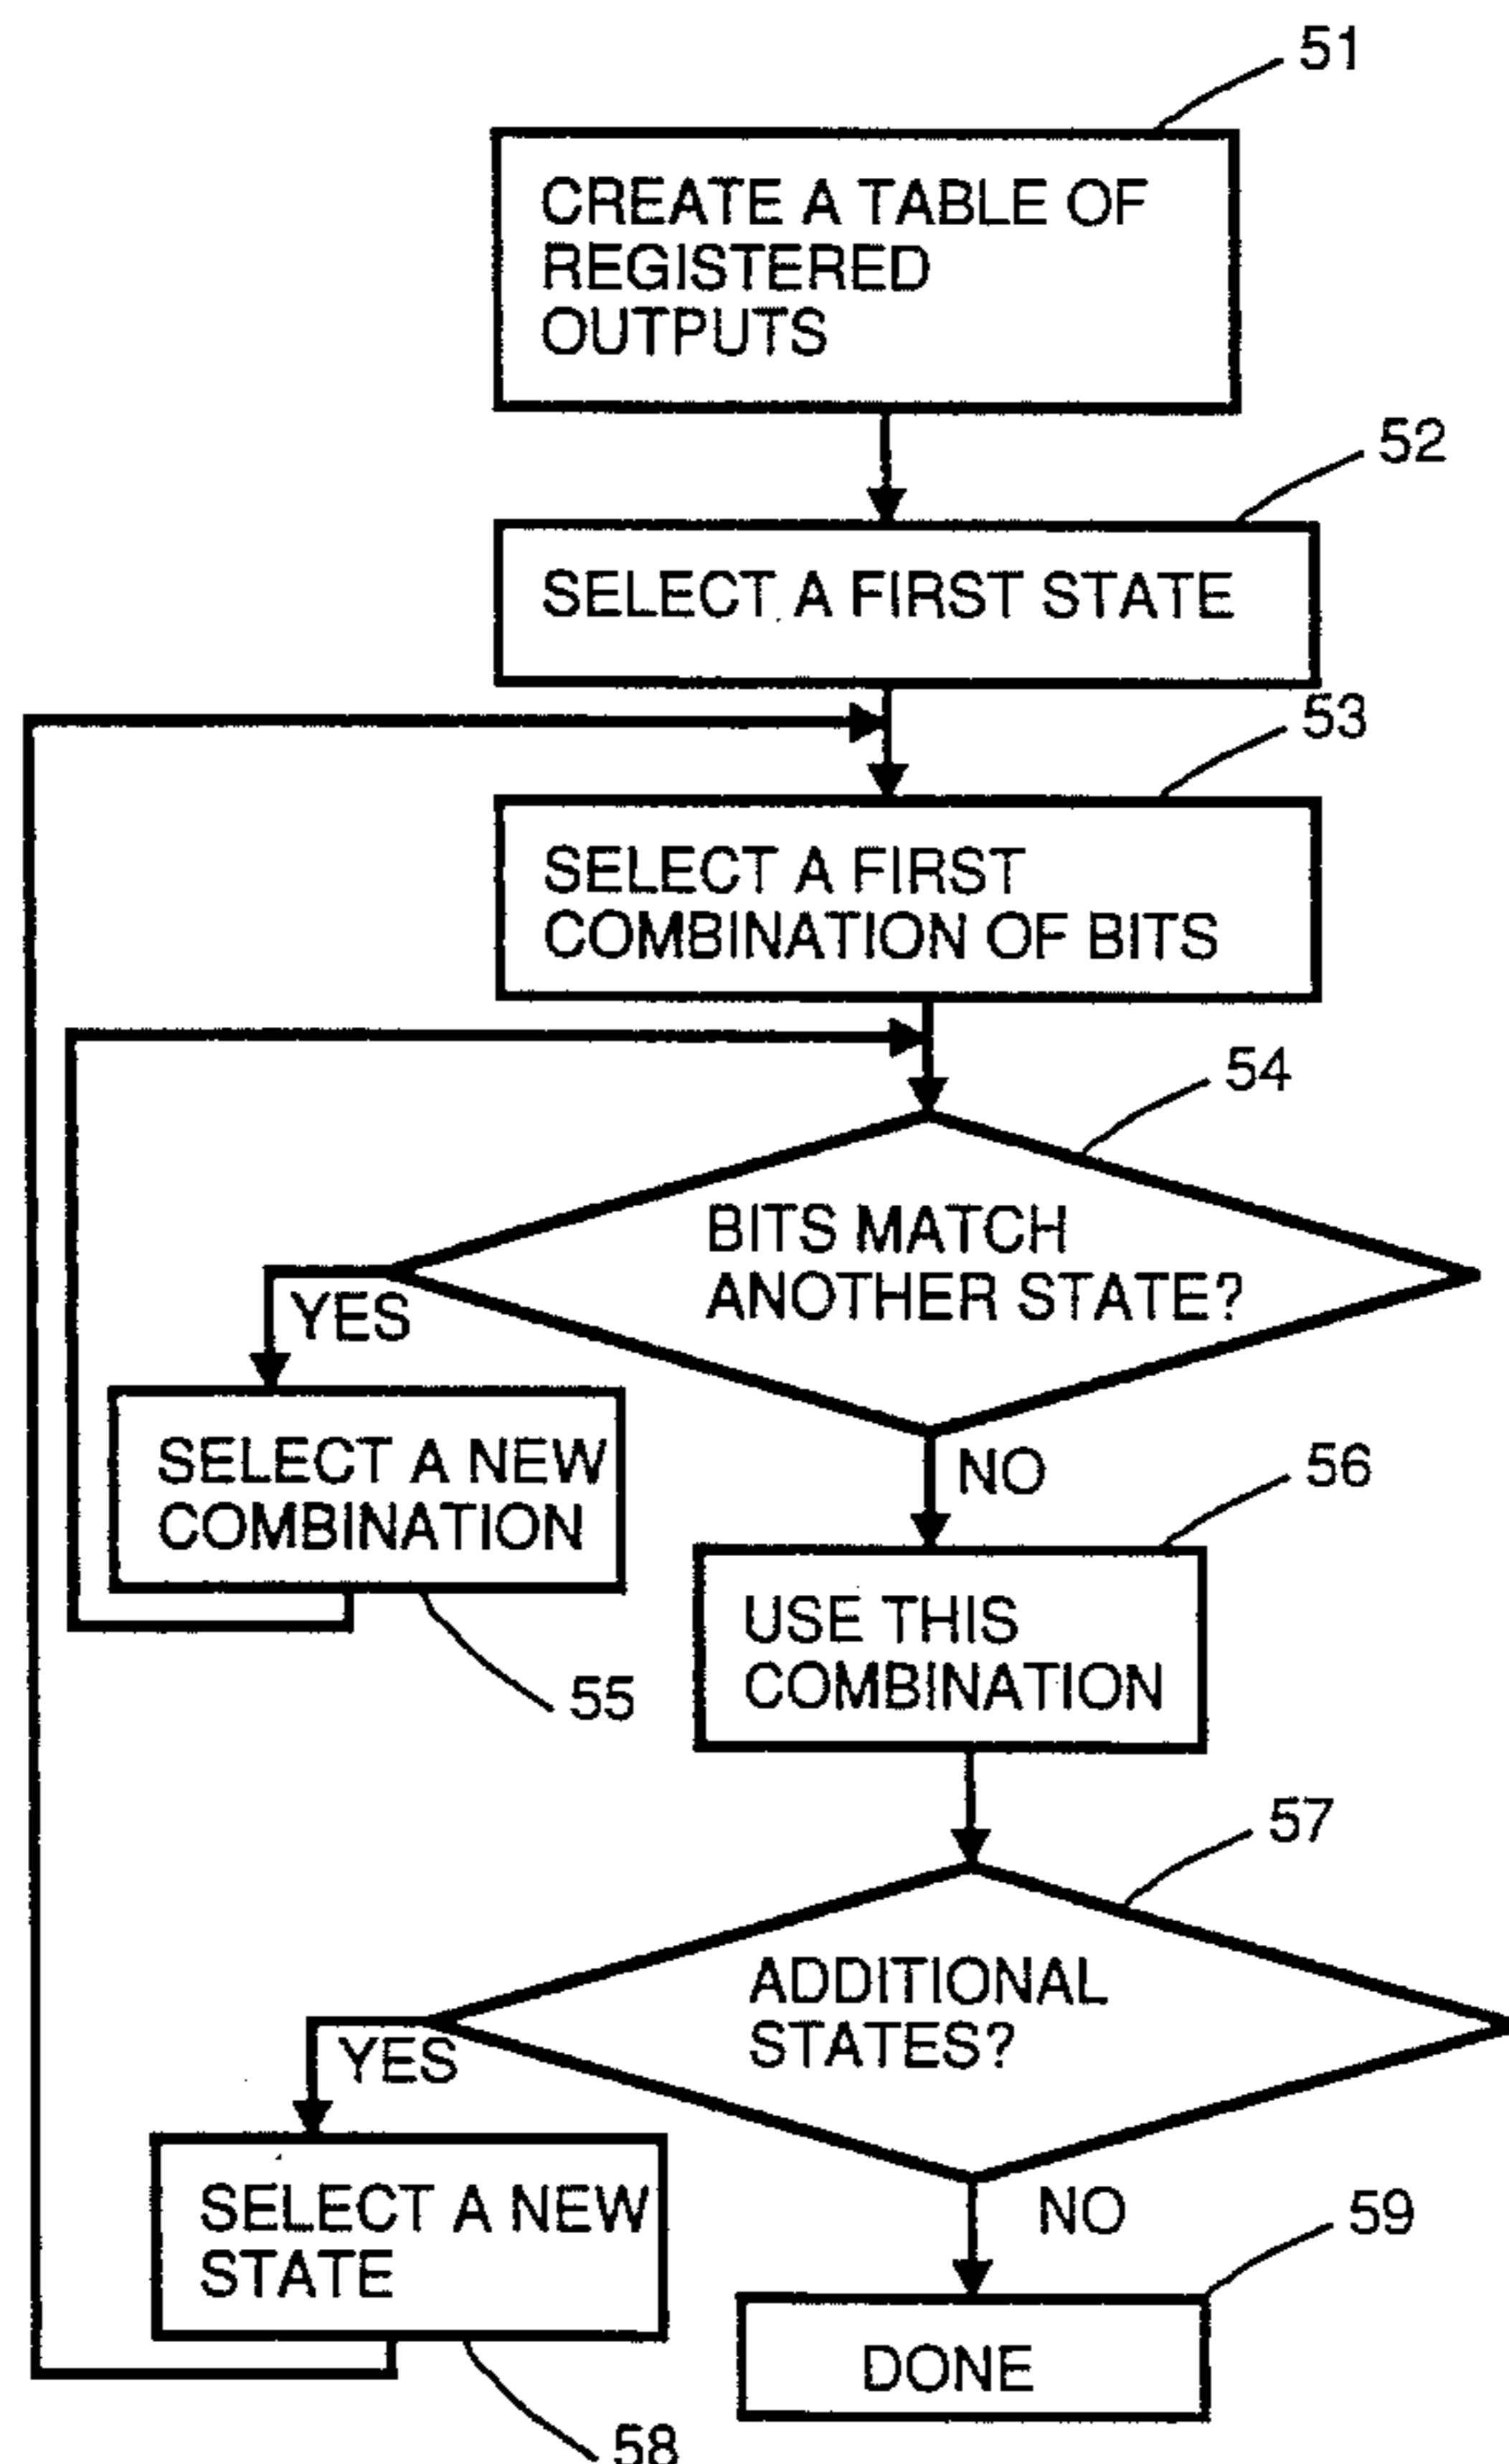 51
CREATE A TABLE OF
REGISTERED
OUTPUTS
52
SELECT A FIRST STATE
53
SELECT A FIRST
COMBINATION OF BITS
54
BITS MATCH
ANOTHER STATE?
YES
SELECT A NEW
COMBINATION
55
NO
56
USE THIS
COMBINATION
57
ADDITIONAL
STATES?
YES
SELECT A NEW
STATE
58
NO
59
DONE